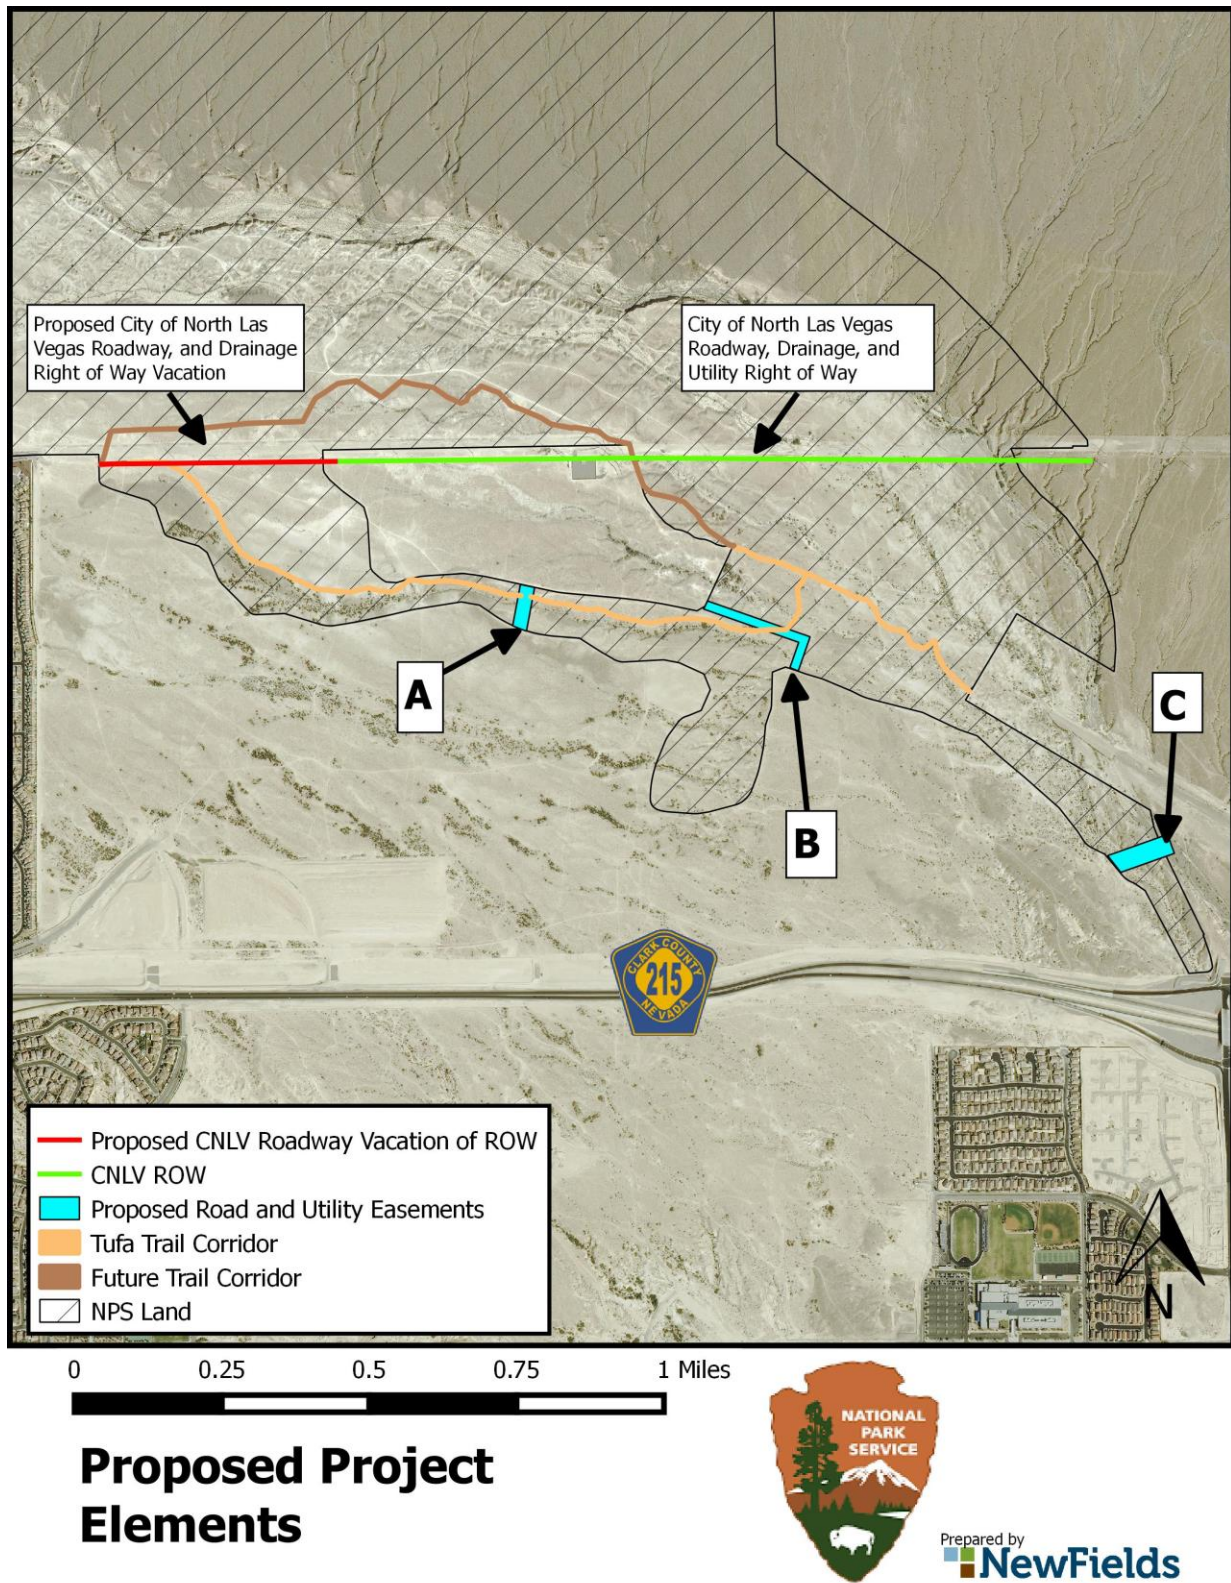 Proposed City of North Las
Vegas Roadway, and Drainage
Right of Way Vacation
City of North Las Vegas
Roadway, Drainage, and
Utility Right of Way
A
B
C
CLARK COUNTY
215
NEVADA
Proposed CNLV Roadway Vacation of ROW
CNLV ROW
Proposed Road and Utility Easements
Tufa Trail Corridor
Future Trail Corridor
NPS Land
N
0 0.25 0.5 0.75 1 Miles
Proposed Project
Elements
NATIONAL
PARK
SERVICE
Prepared by
NewFields